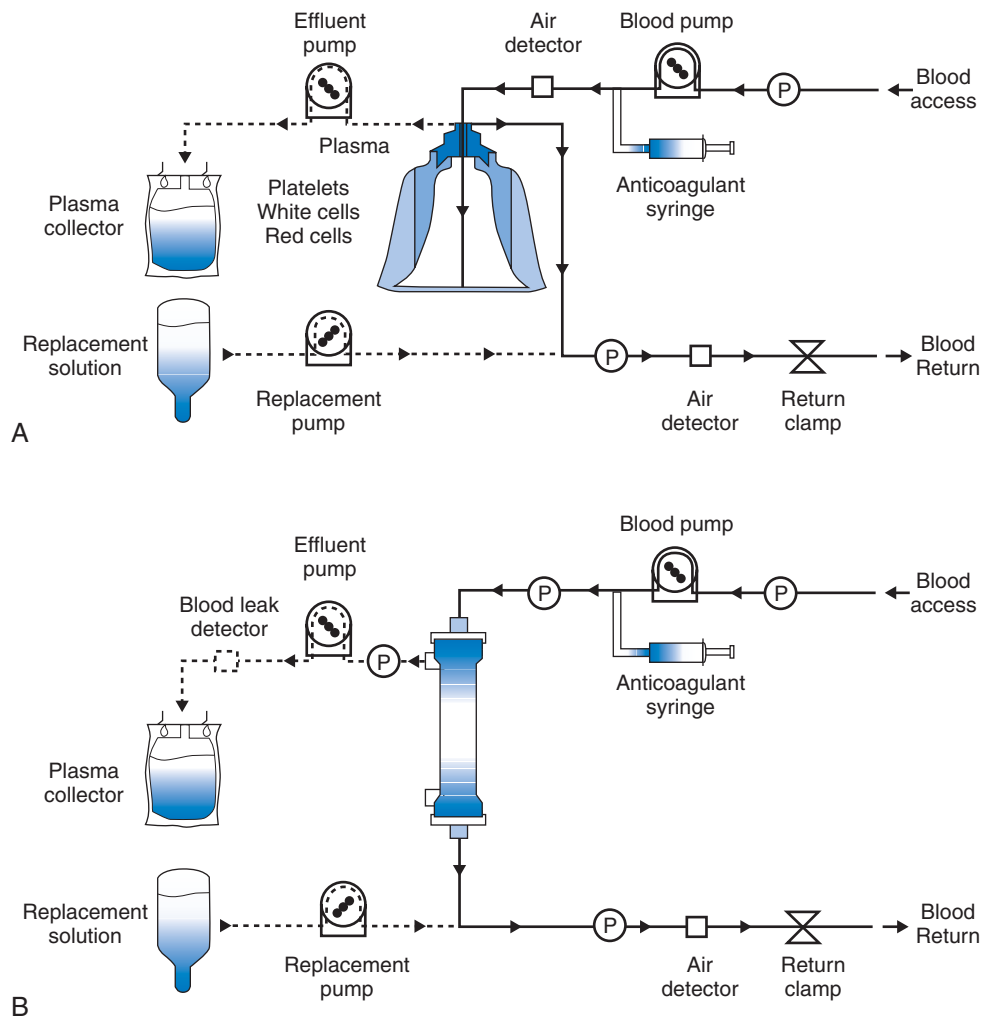 Effluent
pump
Air
detector
Blood pump
P
Blood
access
Plasma
Anticoagulant
syringe
Plasma
collector
Platelets
White cells
Red cells
Replacement
solution
Replacement
pump
P
Air
detector
Return
clamp
Blood
Return
A
Effluent
pump
Blood pump
Blood leak
detector
P
P
Blood
access
P
Anticoagulant
syringe
Plasma
collector
Replacement
solution
Replacement
pump
P
Air
detector
Return
clamp
Blood
Return
B